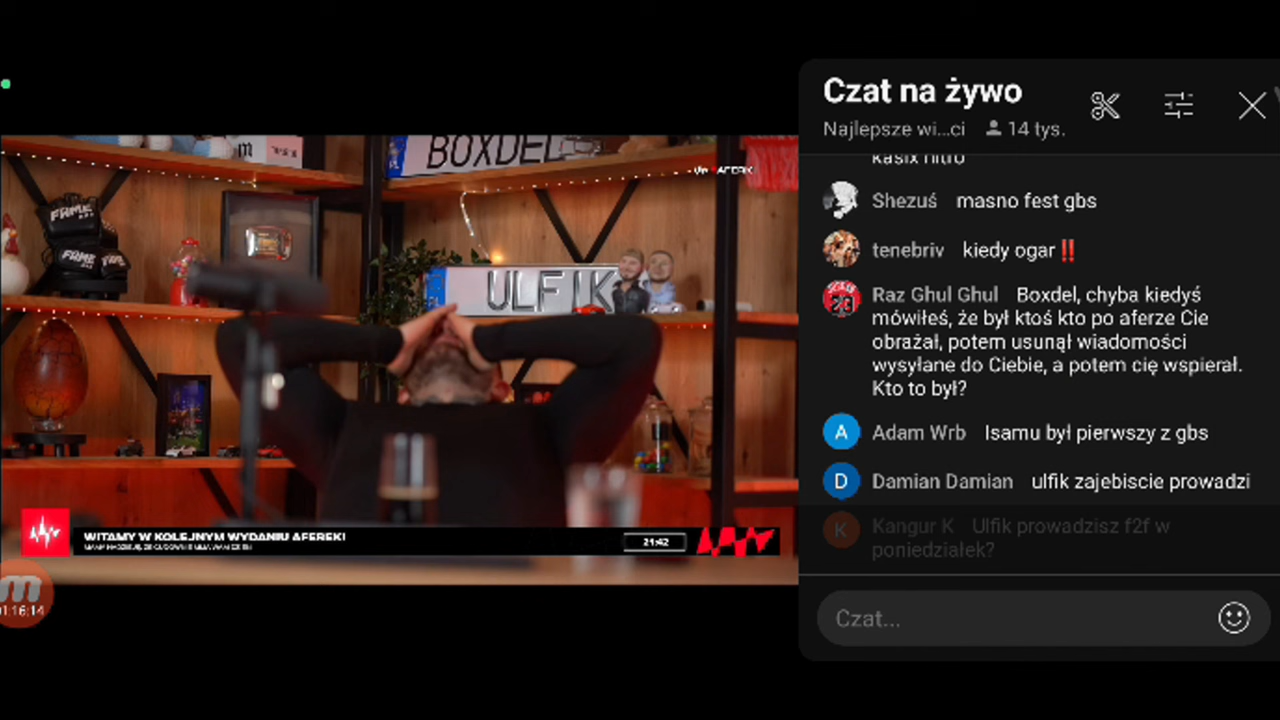 Czat na żywo
Najlepsze wi...ci 14 tys.
kasix nitro
Shezuś masno fest gbs
tenebriv kiedy ogar ‼️
Raz Ghul Ghul Boxdel, chyba kiedyś
mówiłeś, że był ktoś kto po aferze Cie
obrażał, potem usunął wiadomości
wysyłane do Ciebie, a potem cię wspierał.
Kto to był?
A Adam Wrb Isamu był pierwszy z gbs
D Damian Damian ulfik zajebiscie prowadzi
K Kangur K Ulfik prowadzisz f2f w
poniedziałek?
Czat...
BOXDEL
AFERKI
FAME
FAME
ULFIK
WITAMY W KOLEJNYM WYDANIU AFEREK!
21:42
01:16:14